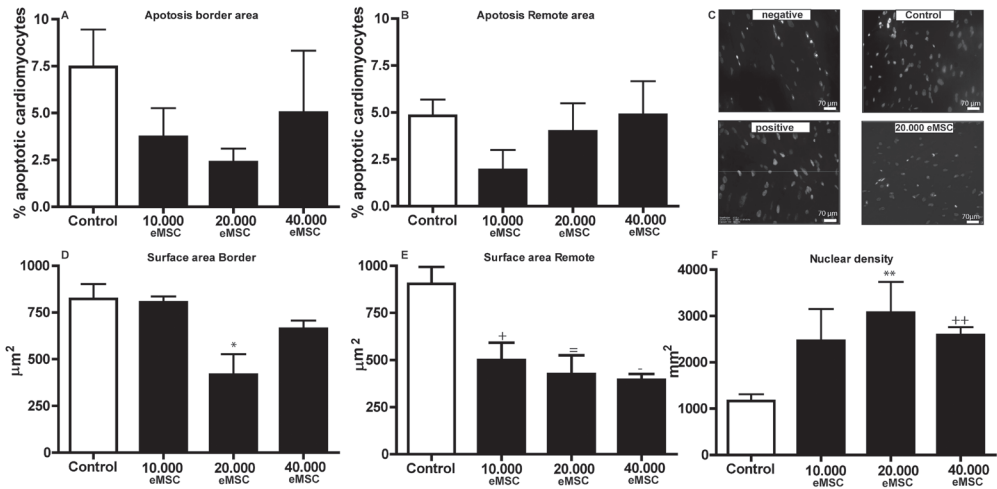 A
Apotosis border area
% apoptotic cardiomyocytes
10.0
7.5
5.0
2.5
0.0
Control
10.000
eMSC
20.000
eMSC
40.000
eMSC
B
Apotosis Remote area
% apoptotic cardiomyocytes
10.0
7.5
5.0
2.5
0.0
Control
10.000
eMSC
20.000
eMSC
40.000
eMSC
C
negative
70 µm
Control
70 µm
positive
70 µm
20.000 eMSC
70µm
D
Surface area Border
µm2
1000
750
500
250
0
*
Control
10.000
eMSC
20.000
eMSC
40.000
eMSC
E
Surface area Remote
µm2
1000
750
500
250
0
+
=
-
Control
10.000
eMSC
20.000
eMSC
40.000
eMSC
F
Nuclear density
mm2
4000
3000
2000
1000
0
**
++
Control
10.000
eMSC
20.000
eMSC
40.000
eMSC